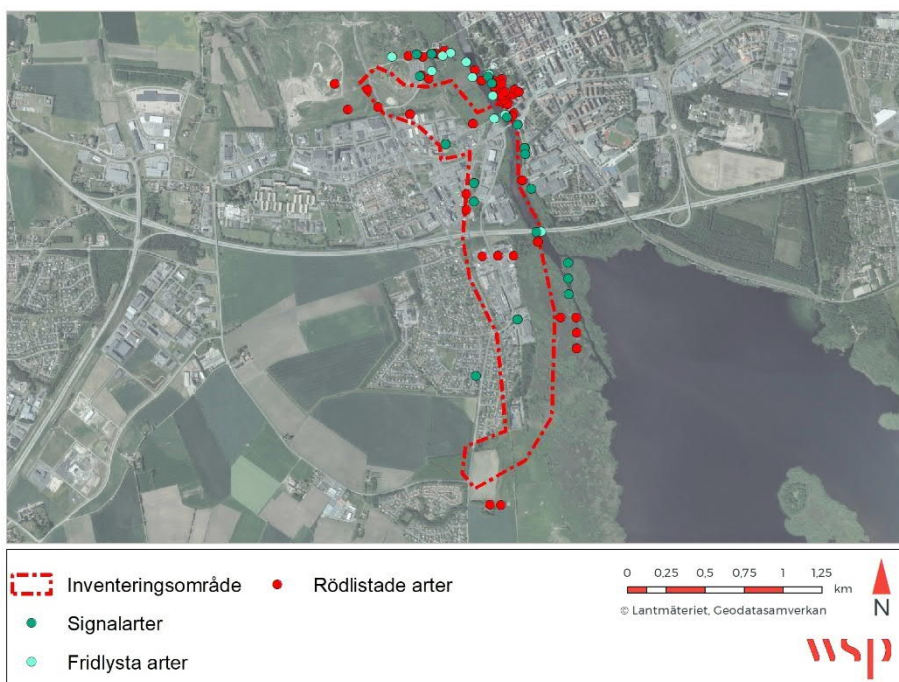 Inventeringsområde
Rödlistade arter
Signalarter
Fridlysta arter
0 0,25 0,5 0,75 1 1,25
km
© Lantmäteriet, Geodatasamverkan
N
wsp